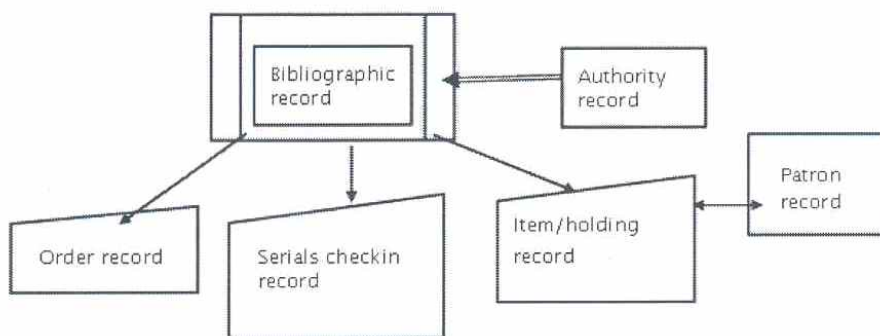 Bibliographic
record
Authority
record
Patron
record
Order record
Serials checkin
record
Item/holding
record